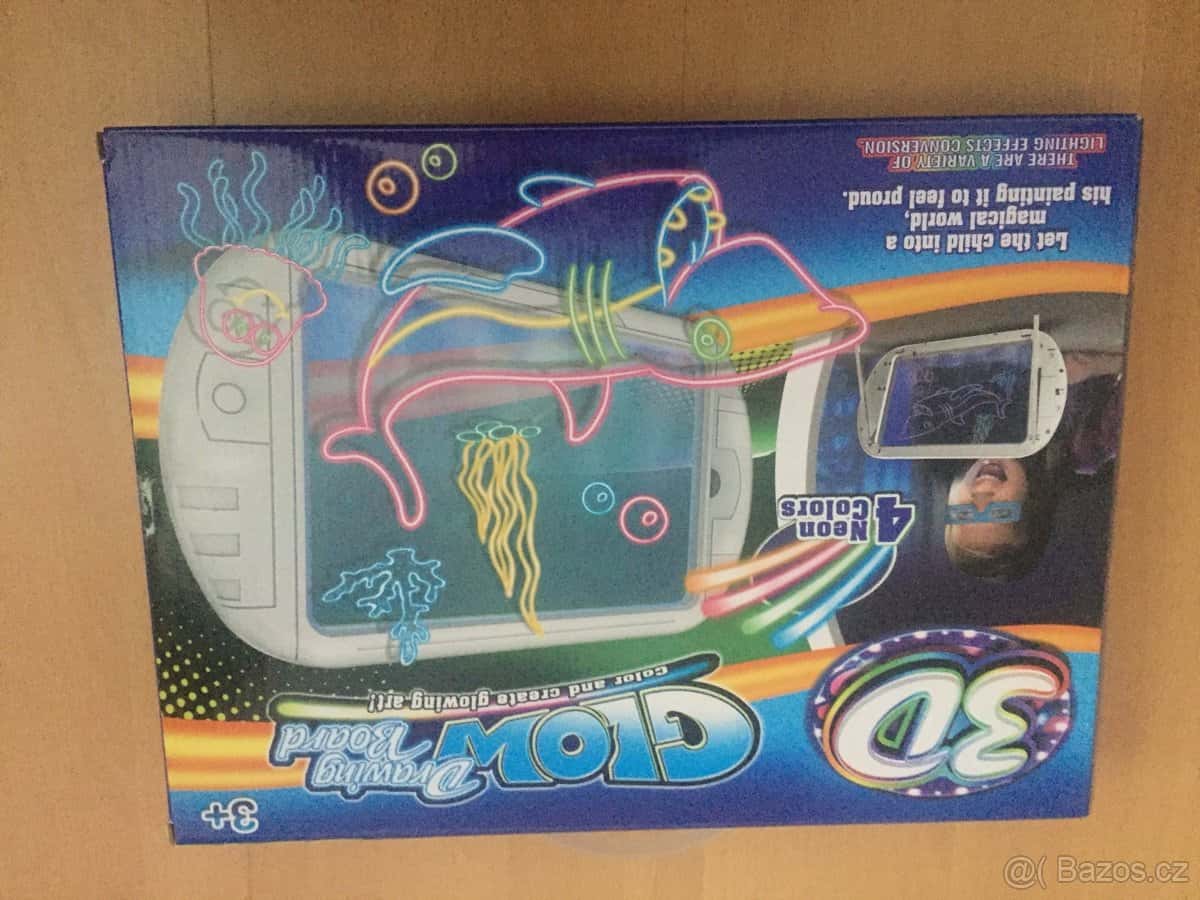 3D
GLOW
Drawing
Board
Color and create glowing art!
3+
4 Neon
Colors
Let the child into a
magical world,
his painting it to feel proud.
THERE ARE A VARIETY OF
LIGHTING EFFECTS CONVERSION.
@( Bazos.cz